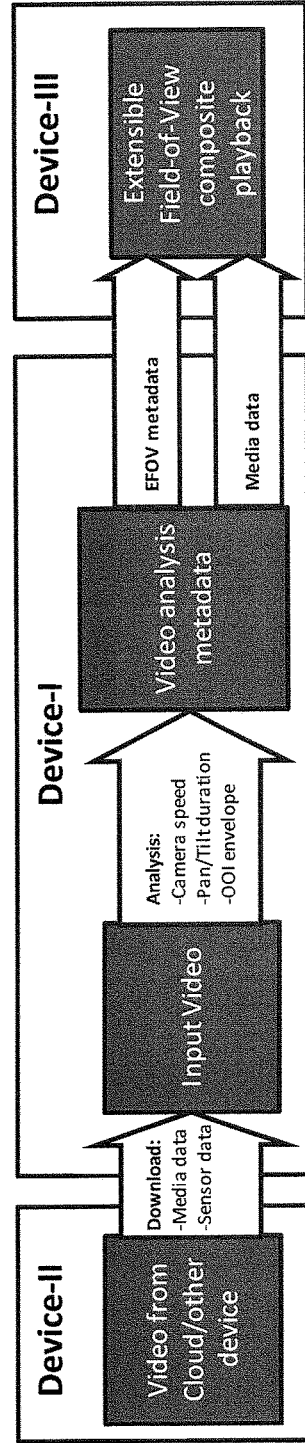 Device-II
Video from
Cloud/other
device
Download:
-Media data
-Sensor data
Device-I
Input Video
Analysis:
-Camera speed
-Pan/Tilt duration
-OOI envelope
Video analysis
metadata
EFOV metadata
Media data
Device-III
Extensible
Field-of-View
composite
playback